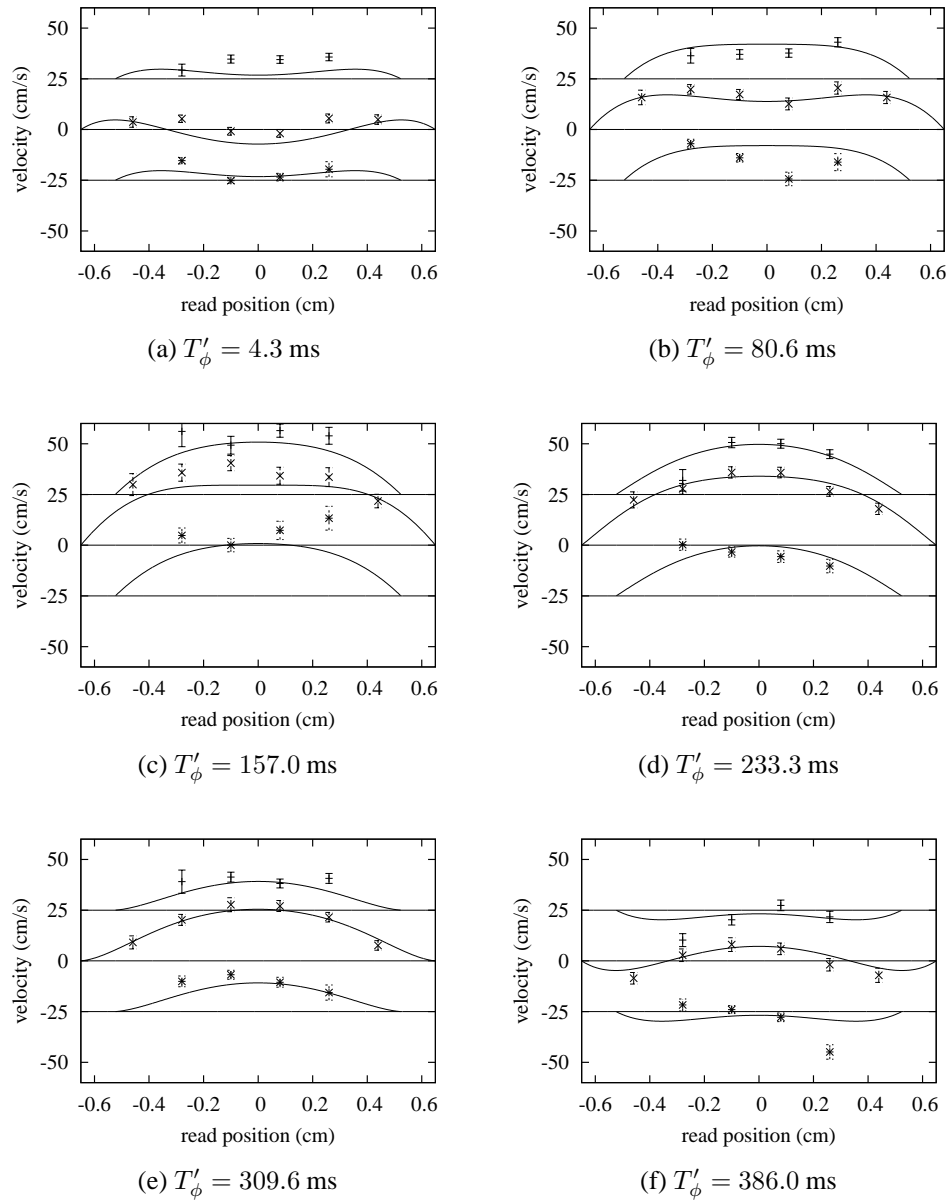 50
25
0
-25
-50
velocity (cm/s)
-0.6 -0.4 -0.2 0 0.2 0.4 0.6
read position (cm)
(a) T′ϕ = 4.3 ms
50
25
0
-25
-50
velocity (cm/s)
-0.6 -0.4 -0.2 0 0.2 0.4 0.6
read position (cm)
(b) T′ϕ = 80.6 ms
50
25
0
-25
-50
velocity (cm/s)
-0.6 -0.4 -0.2 0 0.2 0.4 0.6
read position (cm)
(c) T′ϕ = 157.0 ms
50
25
0
-25
-50
velocity (cm/s)
-0.6 -0.4 -0.2 0 0.2 0.4 0.6
read position (cm)
(d) T′ϕ = 233.3 ms
50
25
0
-25
-50
velocity (cm/s)
-0.6 -0.4 -0.2 0 0.2 0.4 0.6
read position (cm)
(e) T′ϕ = 309.6 ms
50
25
0
-25
-50
velocity (cm/s)
-0.6 -0.4 -0.2 0 0.2 0.4 0.6
read position (cm)
(f) T′ϕ = 386.0 ms